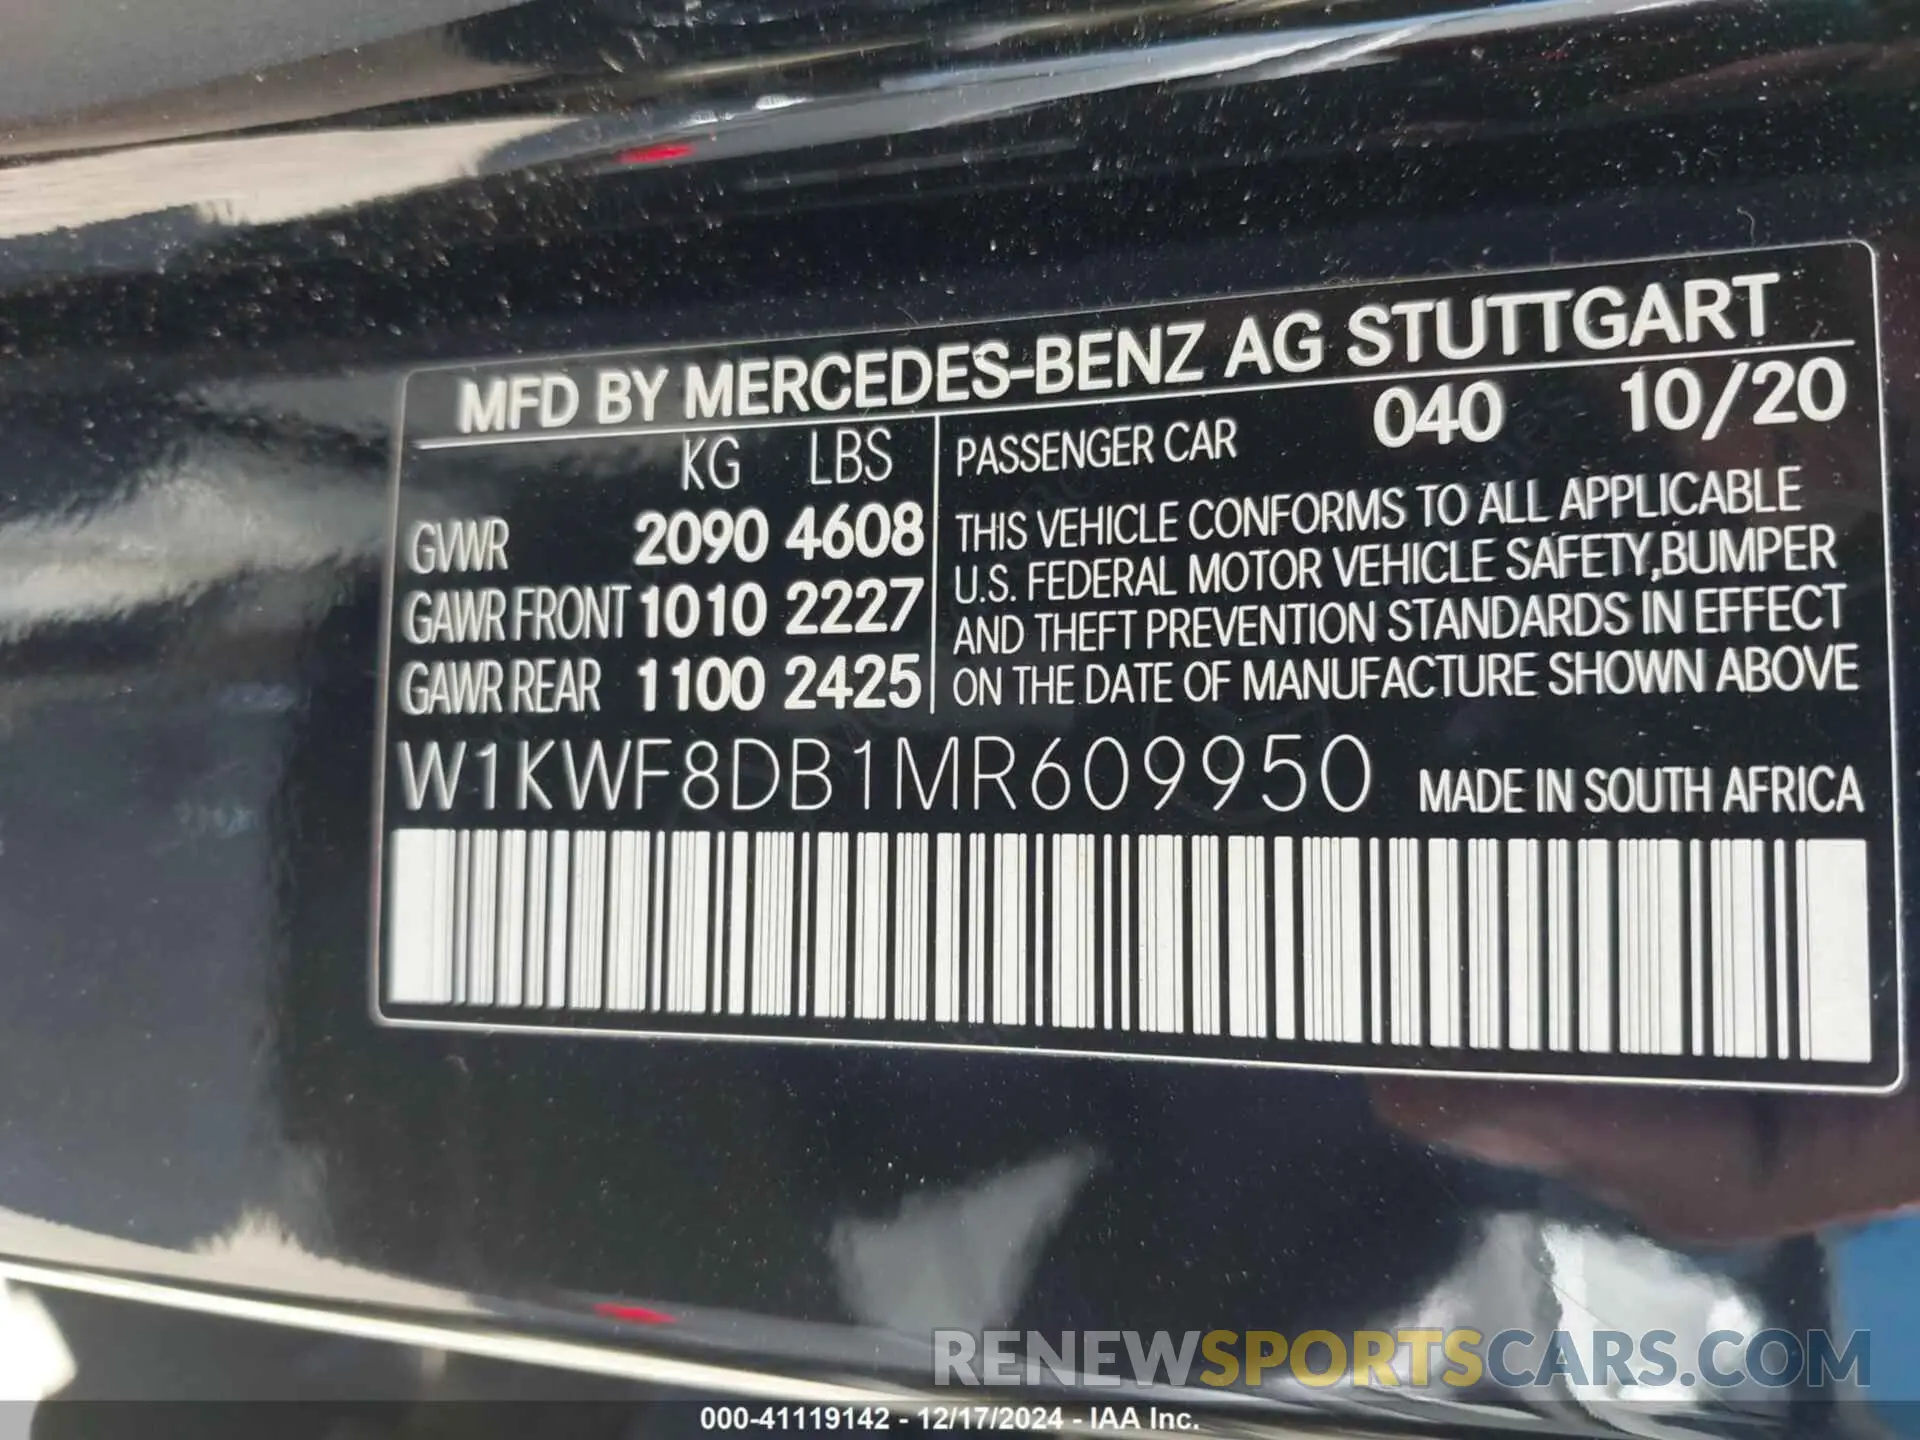 MFD BY MERCEDES-BENZ AG STUTTGART
KG LBS
PASSENGER CAR 040 10/20
GVWR 2090 4608
GAWR FRONT 1010 2227
GAWR REAR 1100 2425
THIS VEHICLE CONFORMS TO ALL APPLICABLE
U.S. FEDERAL MOTOR VEHICLE SAFETY,BUMPER
AND THEFT PREVENTION STANDARDS IN EFFECT
ON THE DATE OF MANUFACTURE SHOWN ABOVE
W1KWF8DB1MR609950 MADE IN SOUTH AFRICA
RENEWSPORTSCARS.COM
000-41119142 - 12/17/2024 - IAA Inc.